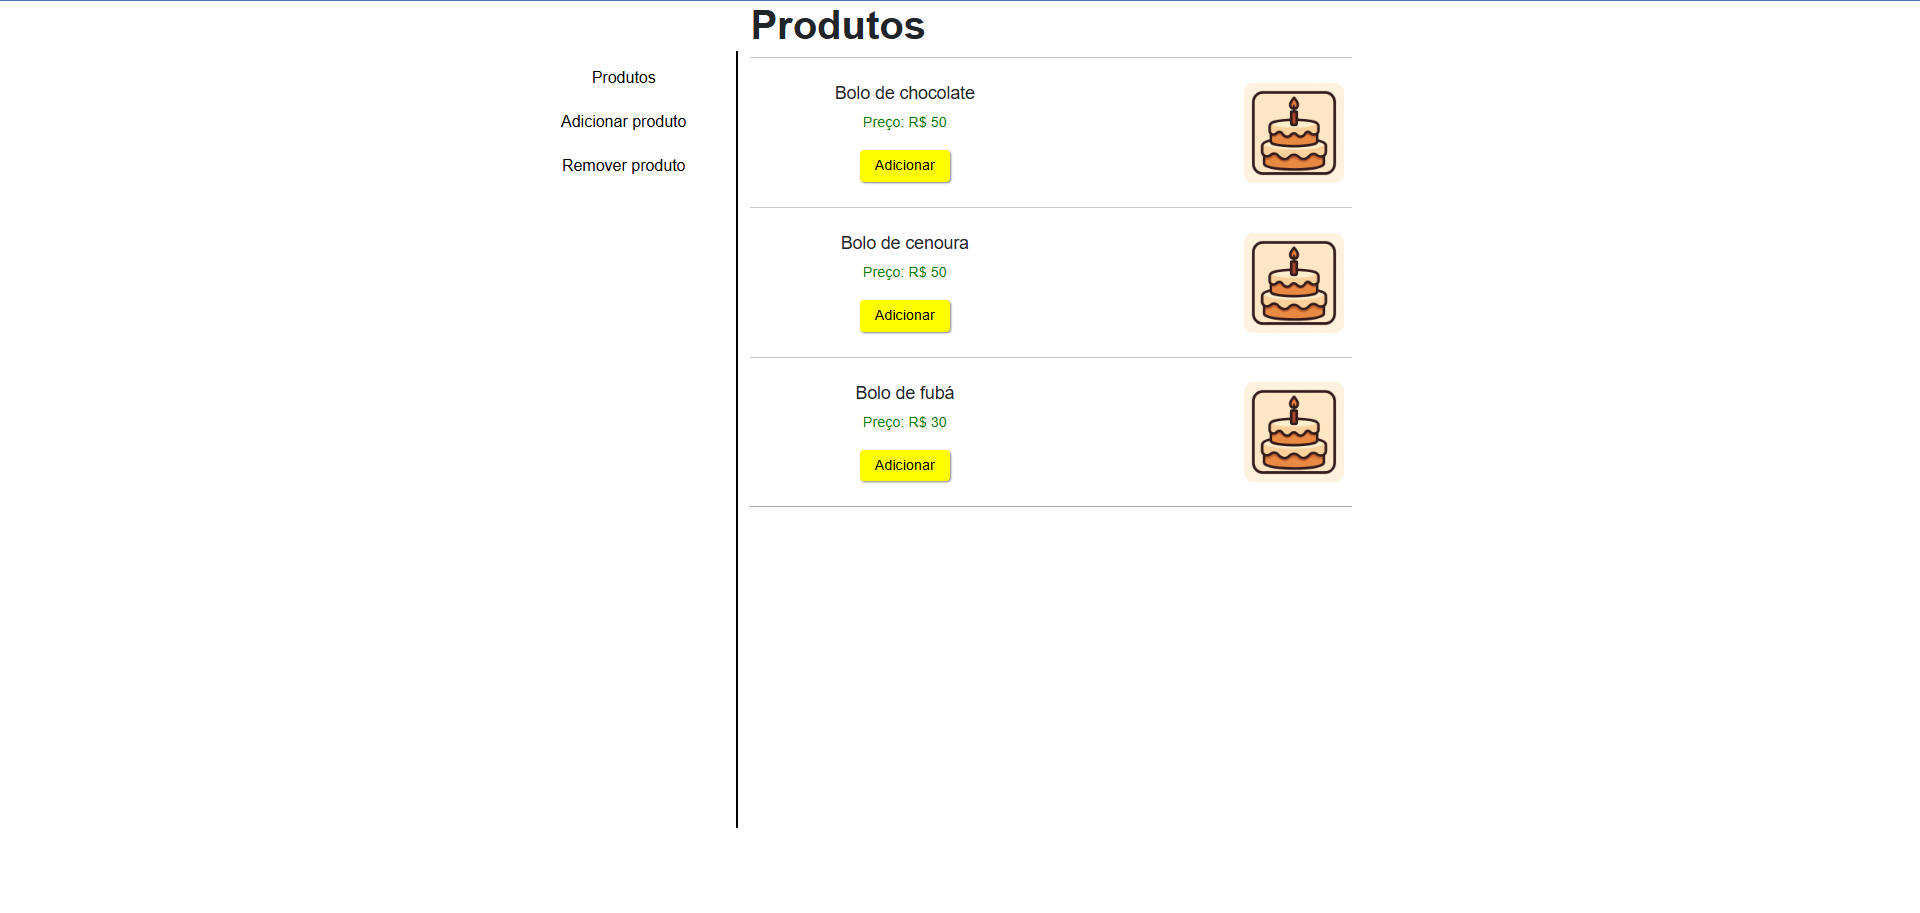 Produtos
Produtos
Adicionar produto
Remover produto
Bolo de chocolate
Preço: R$ 50
Adicionar
Bolo de cenoura
Preço: R$ 50
Adicionar
Bolo de fubá
Preço: R$ 30
Adicionar